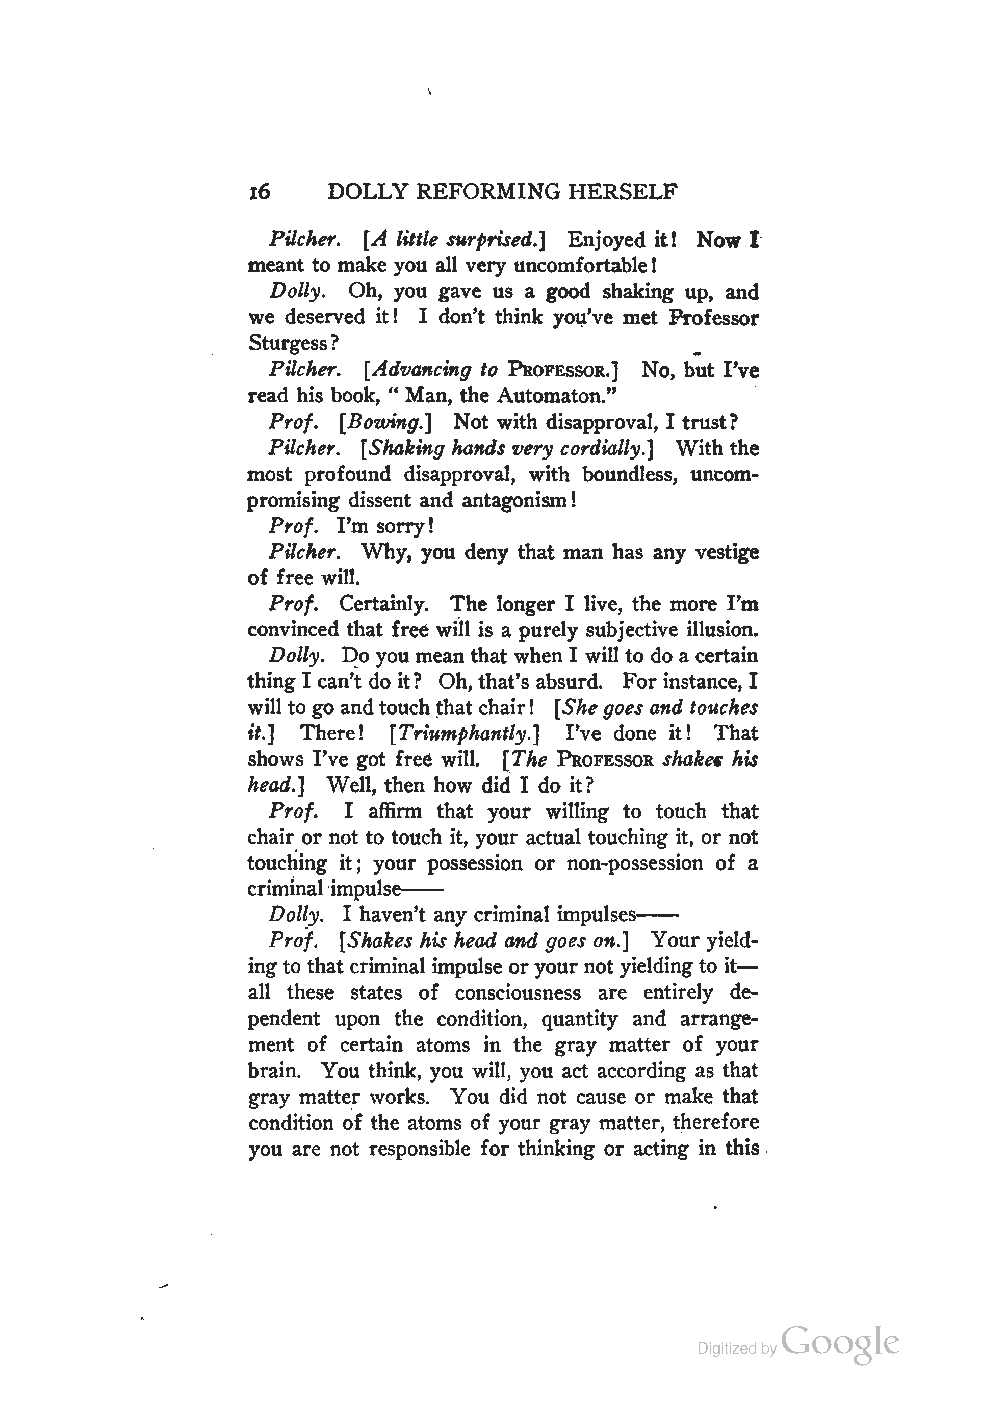 16 DOLLY REFORMING HERSELF
Pilcher. [A little surprised.] Enjoyed it! Now I
meant to make you all very uncomfortable!
Dolly. Oh, you gave us a good shaking up, and
we deserved it! I don't think you've met Professor
Sturgess?
Pilcher. [Advancing to PROFESSOR.] No, but I've
read his book, “ Man, the Automaton.”
Prof. [Bowing.] Not with disapproval, I trust?
Pilcher. [Shaking hands very cordially.] With the
most profound disapproval, with boundless, uncom-
promising dissent and antagonism!
Prof. I'm sorry!
Pilcher. Why, you deny that man has any vestige
of free will.
Prof. Certainly. The longer I live, the more I'm
convinced that free will is a purely subjective illusion.
Dolly. Do you mean that when I will to do a certain
thing I can't do it? Oh, that's absurd. For instance, I
will to go and touch that chair! [She goes and touches
it.] There! [Triumphantly.] I've done it! That
shows I've got free will. [The PROFESSOR shakes his
head.] Well, then how did I do it?
Prof. I affirm that your willing to touch that
chair or not to touch it, your actual touching it, or not
touching it; your possession or non-possession of a
criminal impulse——
Dolly. I haven't any criminal impulses——
Prof. [Shakes his head and goes on.] Your yield-
ing to that criminal impulse or your not yielding to it—
all these states of consciousness are entirely de-
pendent upon the condition, quantity and arrange-
ment of certain atoms in the gray matter of your
brain. You think, you will, you act according as that
gray matter works. You did not cause or make that
condition of the atoms of your gray matter, therefore
you are not responsible for thinking or acting in this
Digitized by Google